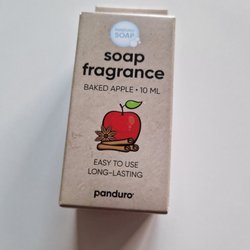 SOAP
soap
fragrance
BAKED APPLE • 10 ML
EASY TO USE
LONG-LASTING
panduro